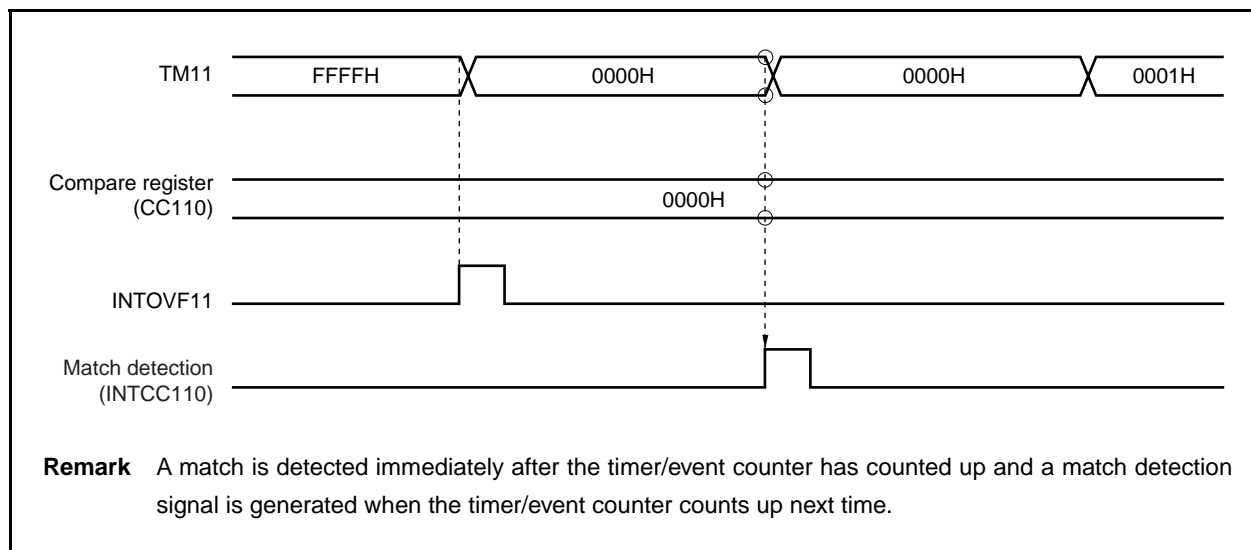 TM11 FFFFH 0000H 0000H 0001H
Compare register
(CC110)
0000H
INTOVF11
Match detection
(INTCC110)
Remark A match is detected immediately after the timer/event counter has counted up and a match detection
signal is generated when the timer/event counter counts up next time.